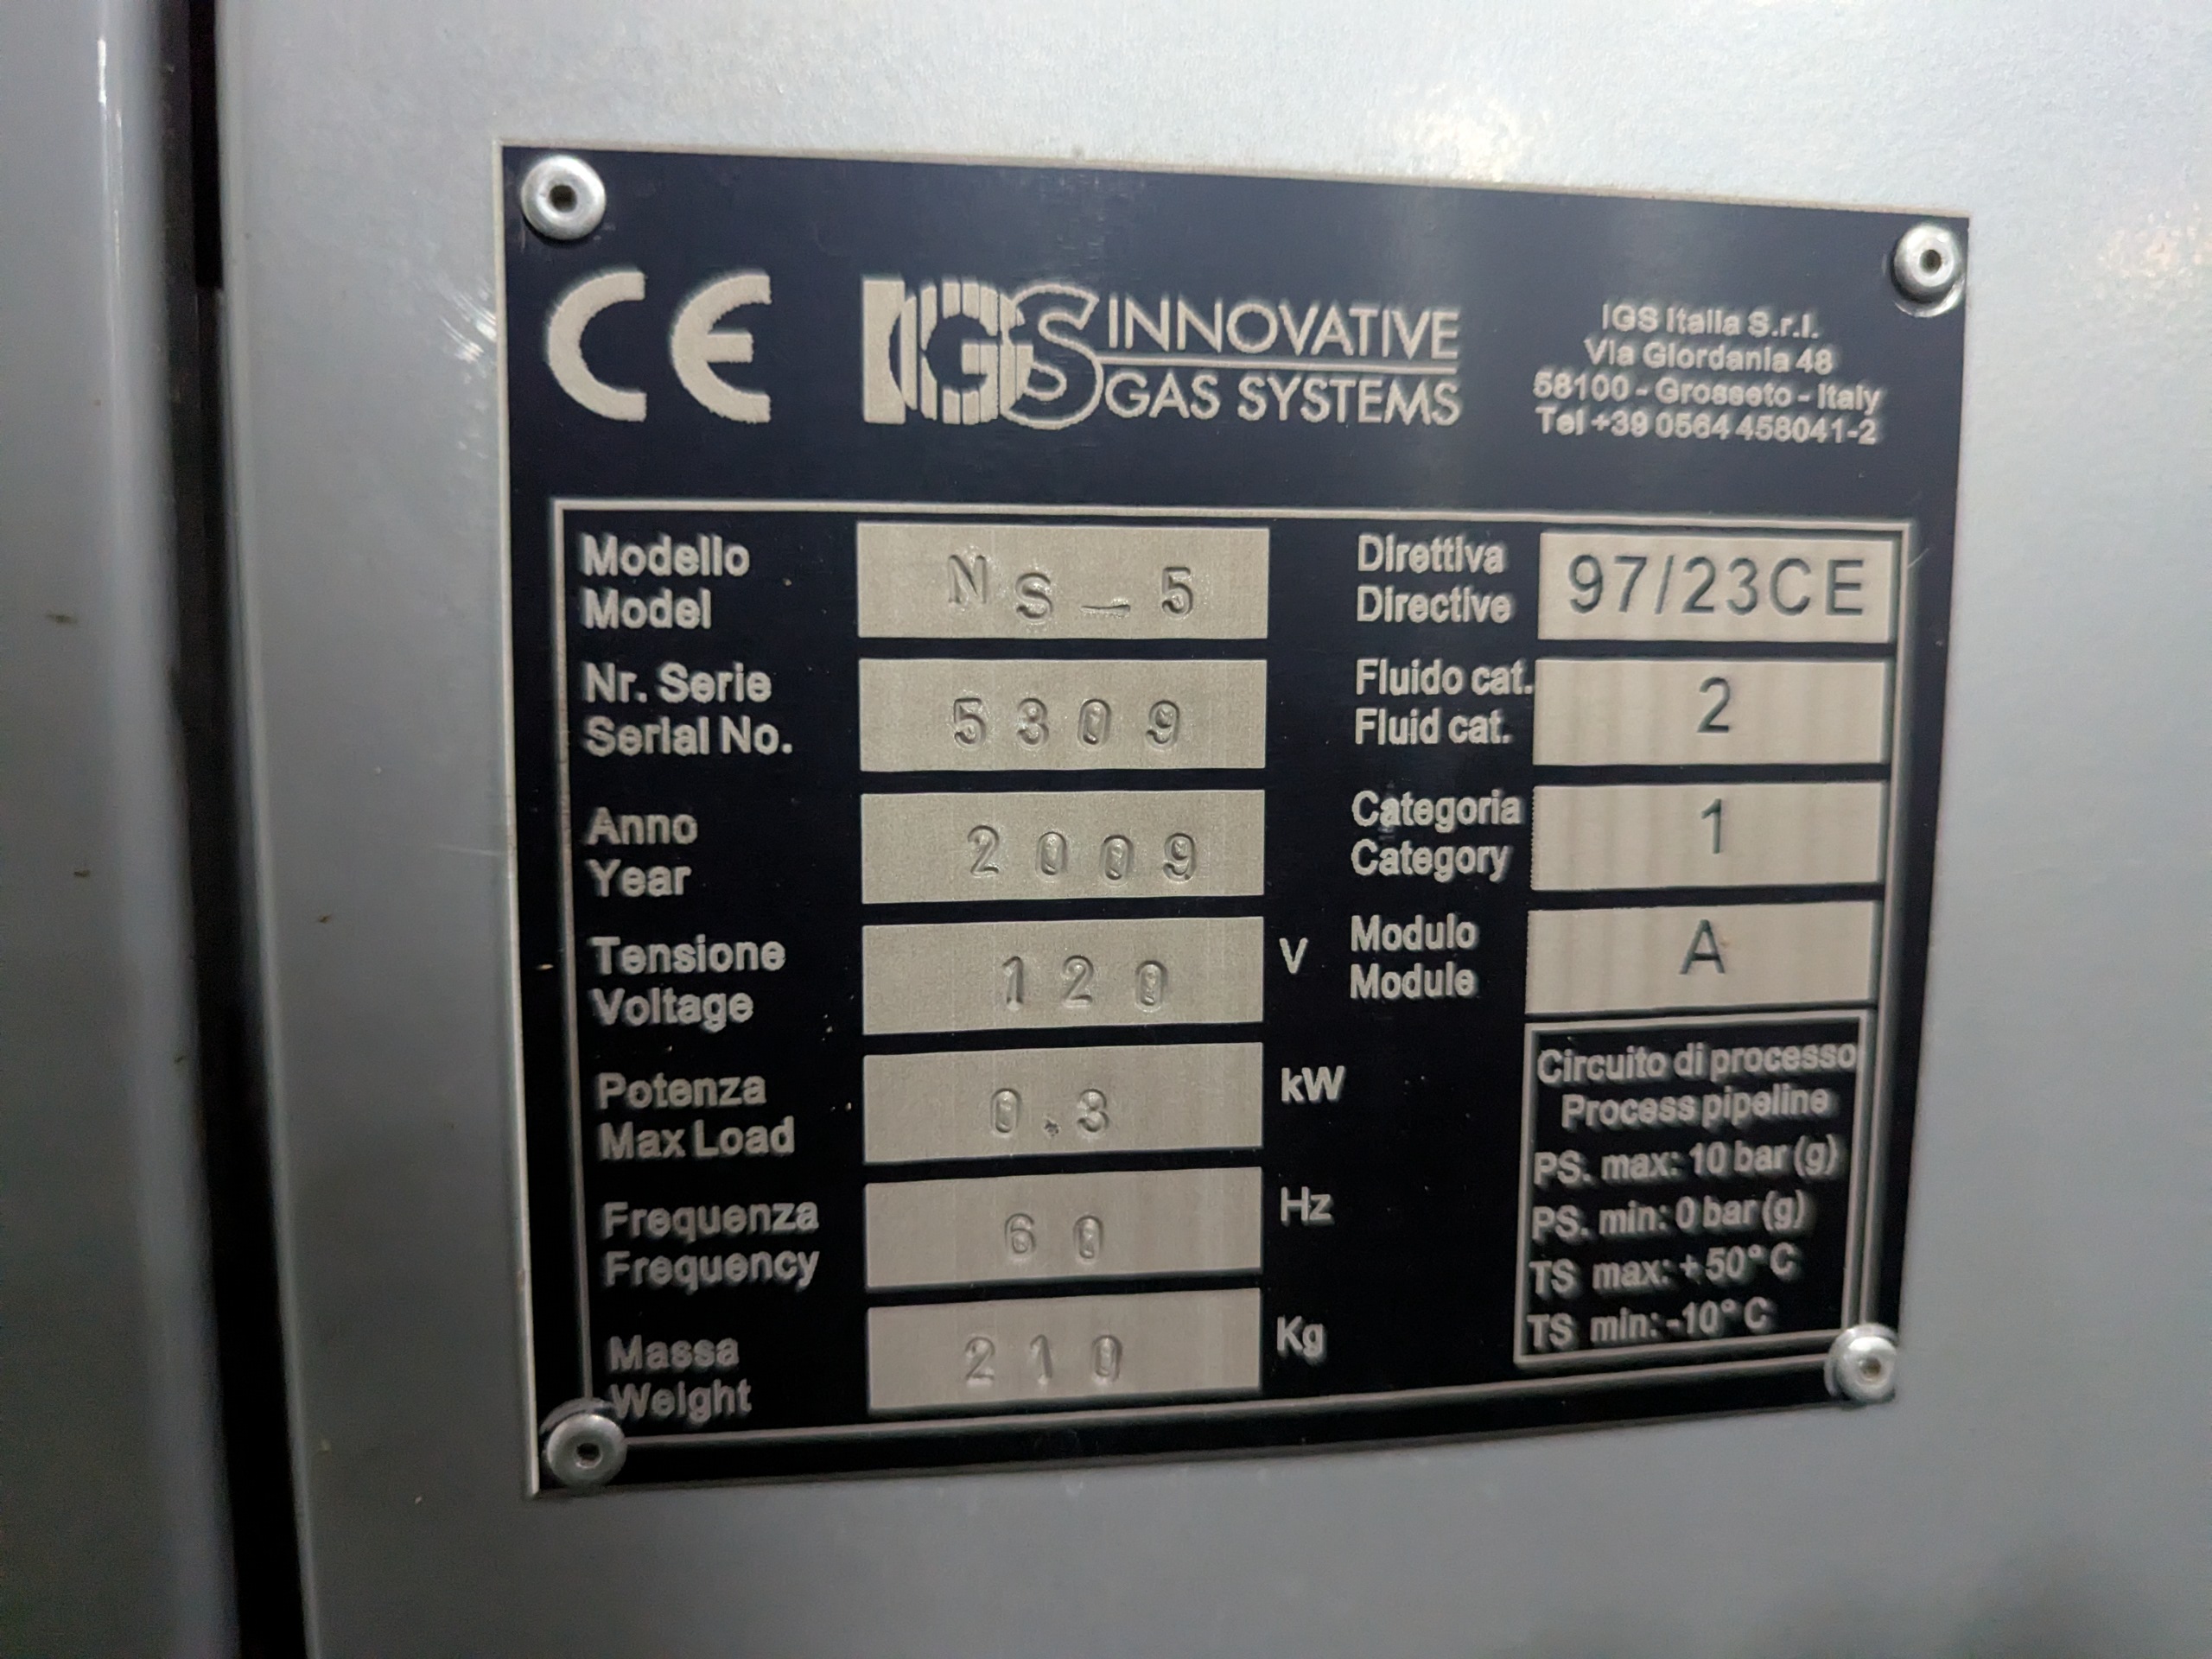 CE
IGS INNOVATIVE
GAS SYSTEMS
IGS Italia S.r.l.
Via Giordania 48
58100 - Grosseto - Italy
Tel +39 0564 458041-2
Modello
Model
NS_5
Nr. Serie
Serial No.
5309
Anno
Year
2009
Tensione
Voltage
120 V
Potenza
Max Load
0.3 kW
Frequenza
Frequency
60 Hz
Massa
Weight
210 Kg
Direttiva
Directive
97/23CE
Fluido cat.
Fluid cat.
2
Categoria
Category
1
Modulo
Module
A
Circuito di processo
Process pipeline
PS. max: 10 bar (g)
PS. min: 0 bar (g)
TS max: +50° C
TS min: -10° C